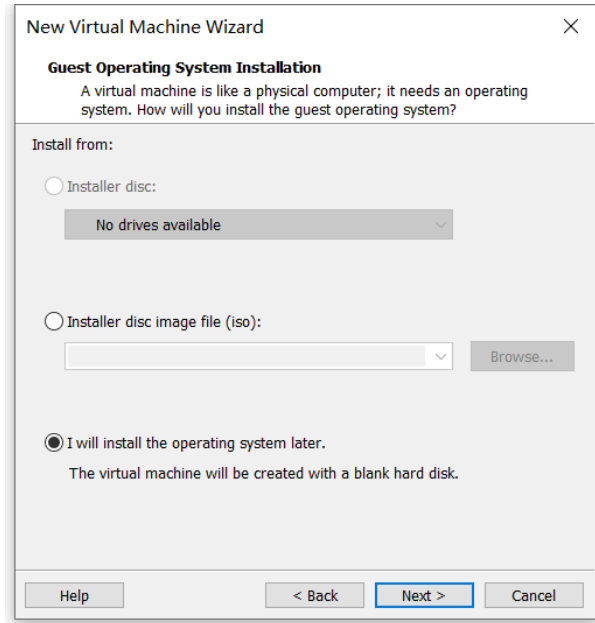 New Virtual Machine Wizard
Guest Operating System Installation
A virtual machine is like a physical computer; it needs an operating
system. How will you install the guest operating system?
Install from:
Installer disc:
No drives available
Installer disc image file (iso):
Browse...
I will install the operating system later.
The virtual machine will be created with a blank hard disk.
Help
< Back
Next >
Cancel